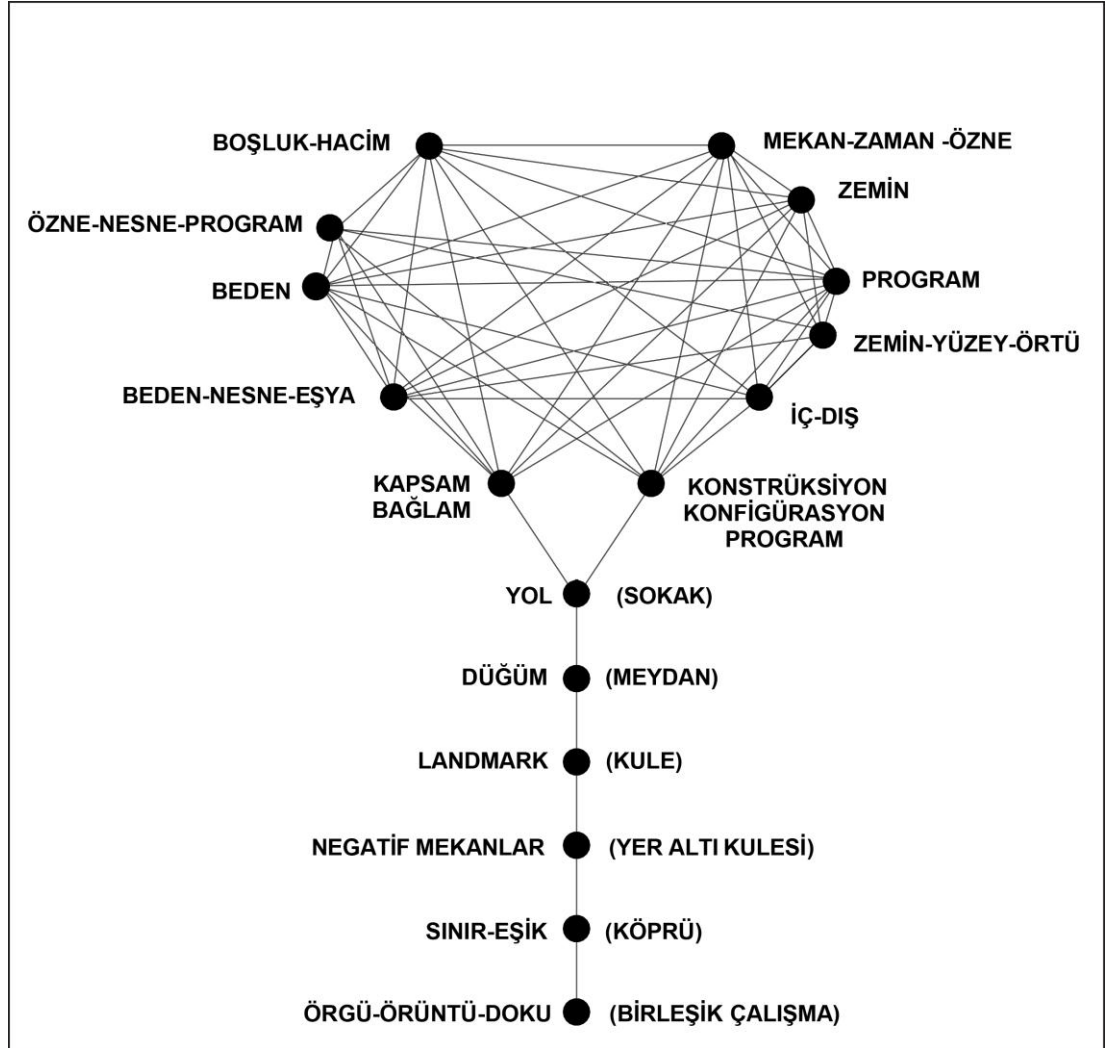 BOŞLUK-HACİM
MEKAN-ZAMAN -ÖZNE
ZEMİN
ÖZNE-NESNE-PROGRAM
PROGRAM
BEDEN
ZEMİN-YÜZEY-ÖRTÜ
BEDEN-NESNE-EŞYA
İÇ-DIŞ
KAPSAM
BAĞLAM
KONSTRÜKSİYON
KONFİGÜRASYON
PROGRAM
YOL (SOKAK)
DÜĞÜM (MEYDAN)
LANDMARK (KULE)
NEGATİF MEKANLAR (YER ALTI KULESİ)
SINIR-EŞİK (KÖPRÜ)
ÖRGÜ-ÖRÜNTÜ-DOKU (BİRLEŞİK ÇALIŞMA)